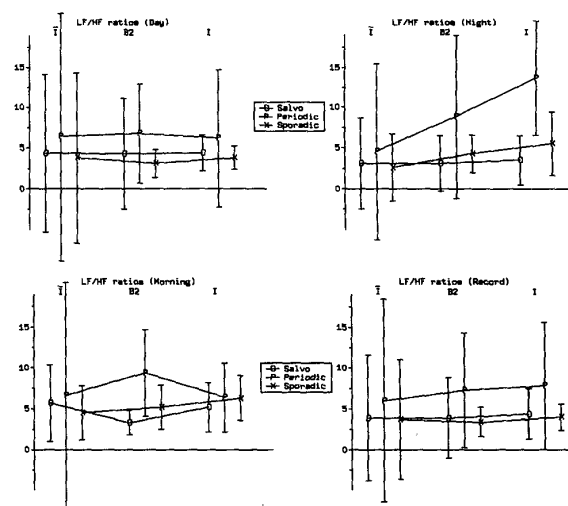 LF/HF ratios (Day)
Ī B2 I
15
10
5
0
LF/HF ratios (Night)
Ī B2 I
15
10
5
0
Salvo
Periodic
Sporadic
LF/HF ratios (Morning)
Ī B2 I
15
10
5
0
LF/HF ratios (Record)
Ī B2 I
15
10
5
0
Salvo
Periodic
Sporadic